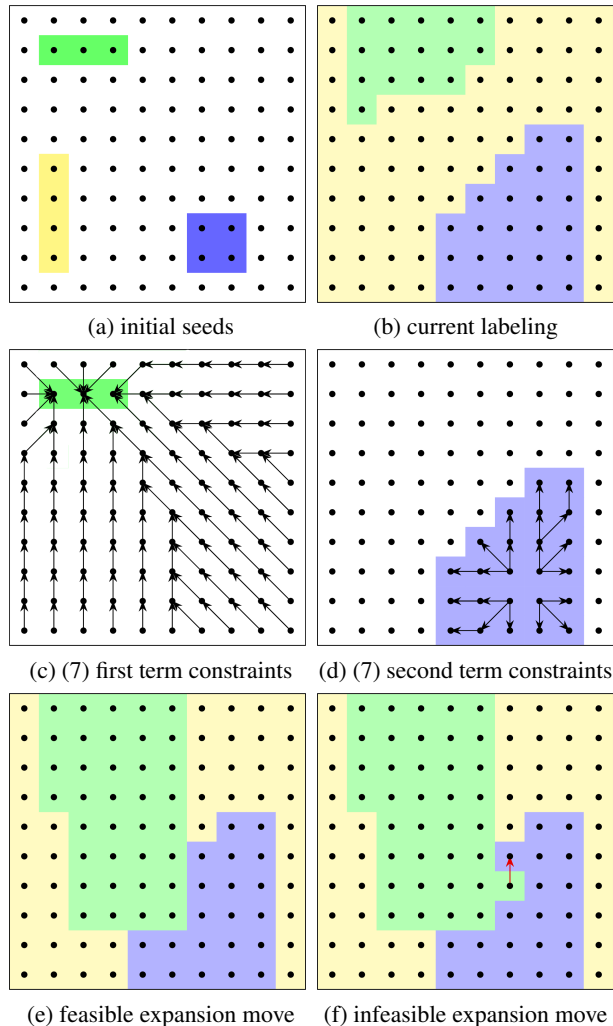 (a) initial seeds
(b) current labeling
(c) (7) first term constraints
(d) (7) second term constraints
(e) feasible expansion move
(f) infeasible expansion move